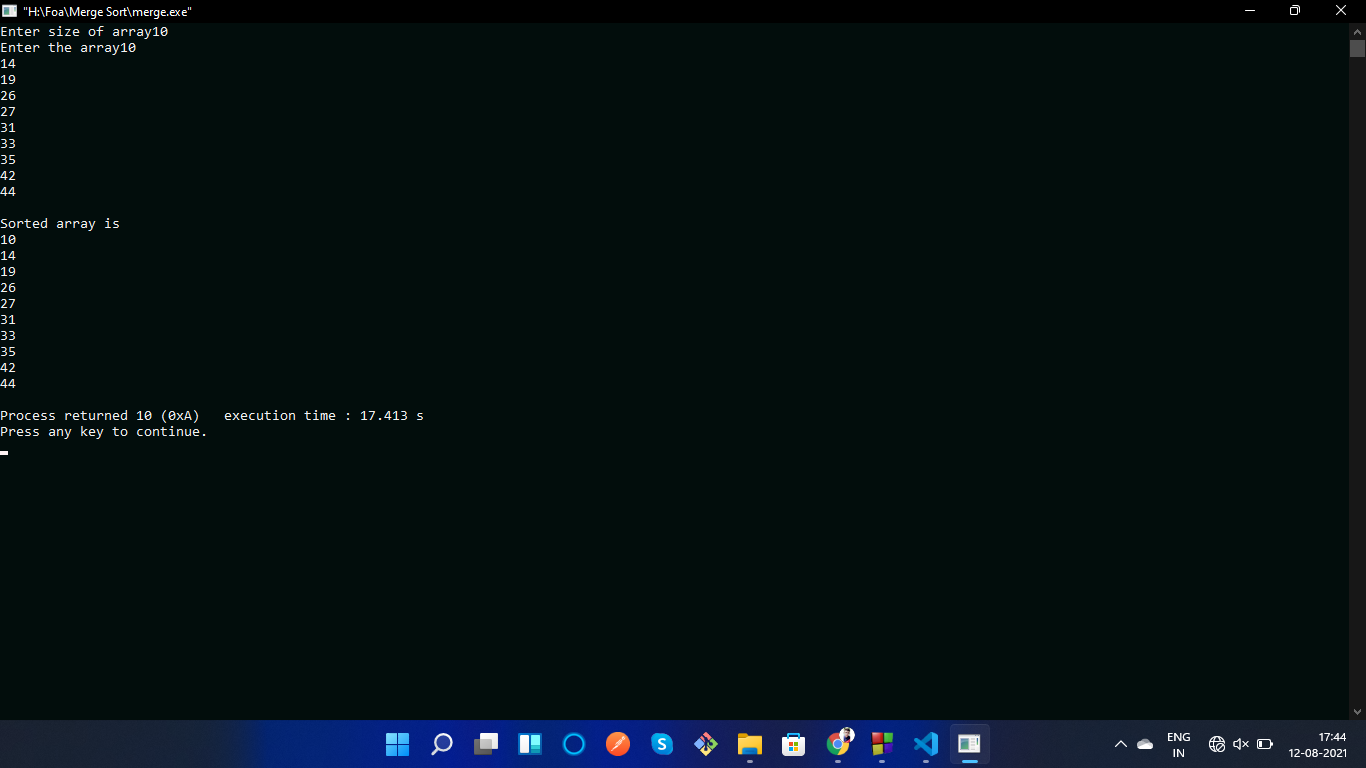 "H:\Foa\Merge Sort\merge.exe"
Enter size of array10
Enter the array10
14
19
26
27
31
33
35
42
44
Sorted array is
10
14
19
26
27
31
33
35
42
44
Process returned 10 (0xA)   execution time : 17.413 s
Press any key to continue.
ENG
IN
17:44
12-08-2021